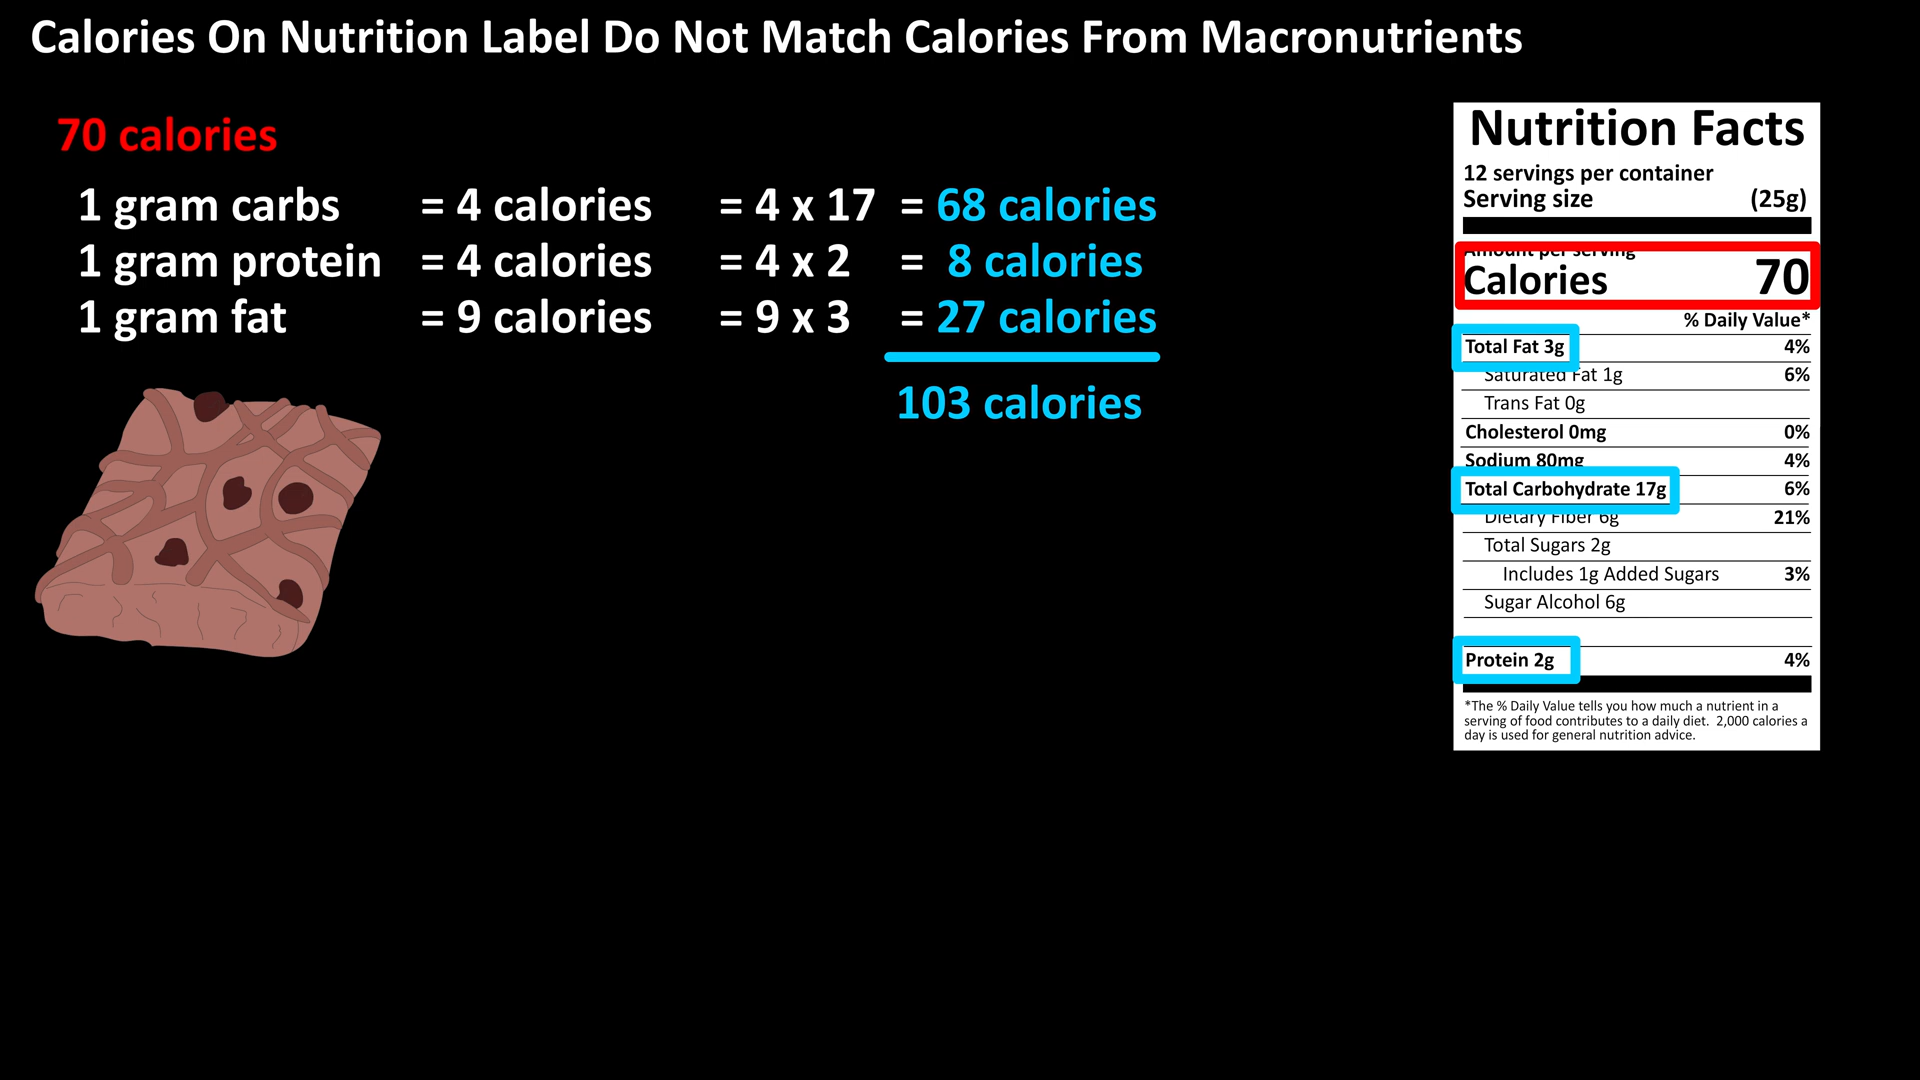 Calories On Nutrition Label Do Not Match Calories From Macronutrients
70 calories
1 gram carbs = 4 calories = 4 x 17 = 68 calories
1 gram protein = 4 calories = 4 x 2 = 8 calories
1 gram fat = 9 calories = 9 x 3 = 27 calories
103 calories
Nutrition Facts
12 servings per container
Serving size (25g)
Amount per serving
Calories 70
% Daily Value*
Total Fat 3g 4%
Saturated Fat 1g 6%
Trans Fat 0g
Cholesterol 0mg 0%
Sodium 80mg 4%
Total Carbohydrate 17g 6%
Dietary Fiber 6g 21%
Total Sugars 2g
Includes 1g Added Sugars 3%
Sugar Alcohol 6g
Protein 2g 4%
*The % Daily Value tells you how much a nutrient in a
serving of food contributes to a daily diet. 2,000 calories a
day is used for general nutrition advice.